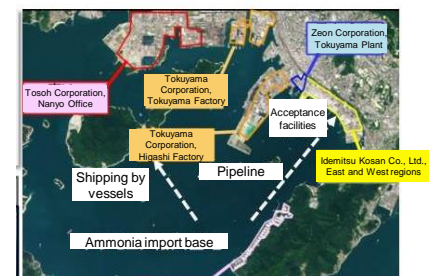 Zeon Corporation,
Tokuyama Plant
Tosoh Corporation,
Nanyo Office
Tokuyama
Corporation,
Tokuyama Factory
Acceptance
facilities
Tokuyama
Corporation,
Higashi Factory
Idemitsu Kosan Co., Ltd.,
East and West regions
Shipping by
vessels
Pipeline
Ammonia import base